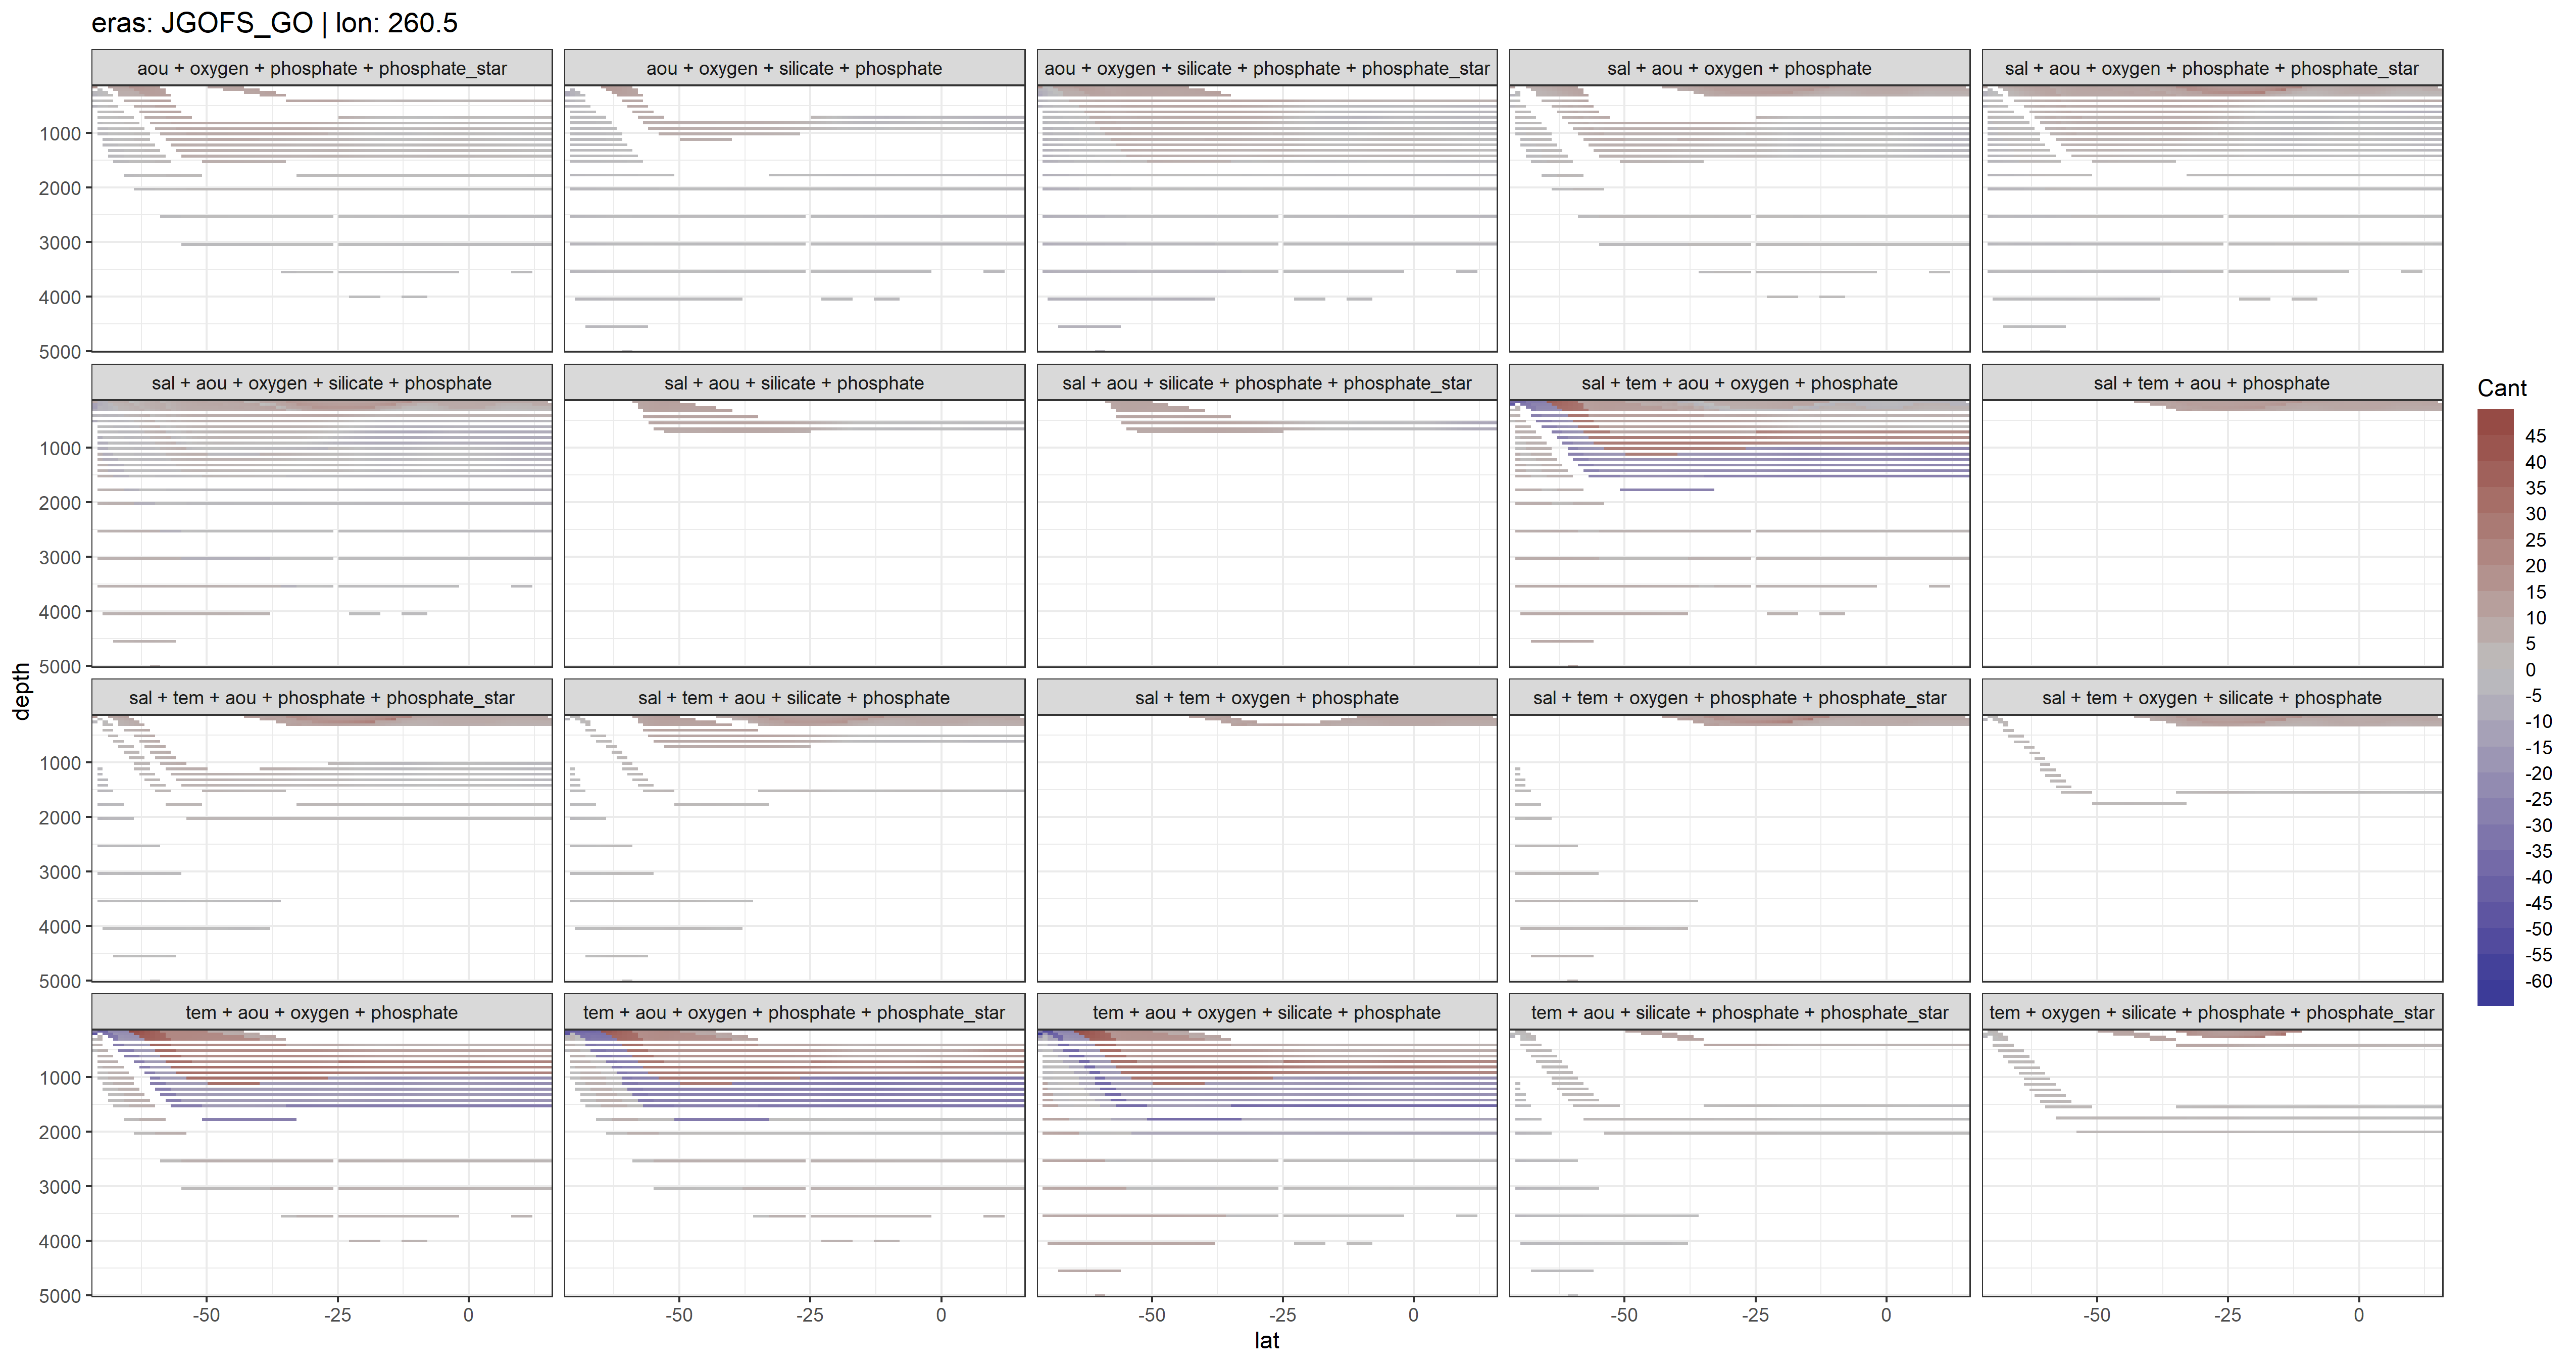 eras: JGOFS_GO | lon: 260.5
aou + oxygen + phosphate + phosphate_star
aou + oxygen + silicate + phosphate
aou + oxygen + silicate + phosphate + phosphate_star
sal + aou + oxygen + phosphate
sal + aou + oxygen + phosphate + phosphate_star
1000
2000
3000
4000
5000
sal + aou + oxygen + silicate + phosphate
sal + aou + silicate + phosphate
sal + aou + silicate + phosphate + phosphate_star
sal + tem + aou + oxygen + phosphate
sal + tem + aou + phosphate
1000
2000
3000
4000
5000
depth
sal + tem + aou + phosphate + phosphate_star
sal + tem + aou + silicate + phosphate
sal + tem + oxygen + phosphate
sal + tem + oxygen + phosphate + phosphate_star
sal + tem + oxygen + silicate + phosphate
1000
2000
3000
4000
5000
tem + aou + oxygen + phosphate
tem + aou + oxygen + phosphate + phosphate_star
tem + aou + oxygen + silicate + phosphate
tem + aou + silicate + phosphate + phosphate_star
tem + oxygen + silicate + phosphate + phosphate_star
1000
2000
3000
4000
5000
-50 -25 0
-50 -25 0
-50 -25 0
-50 -25 0
-50 -25 0
lat
Cant
45
40
35
30
25
20
15
10
5
0
-5
-10
-15
-20
-25
-30
-35
-40
-45
-50
-55
-60